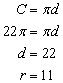 C = πd
22π = πd
d = 22
r = 11